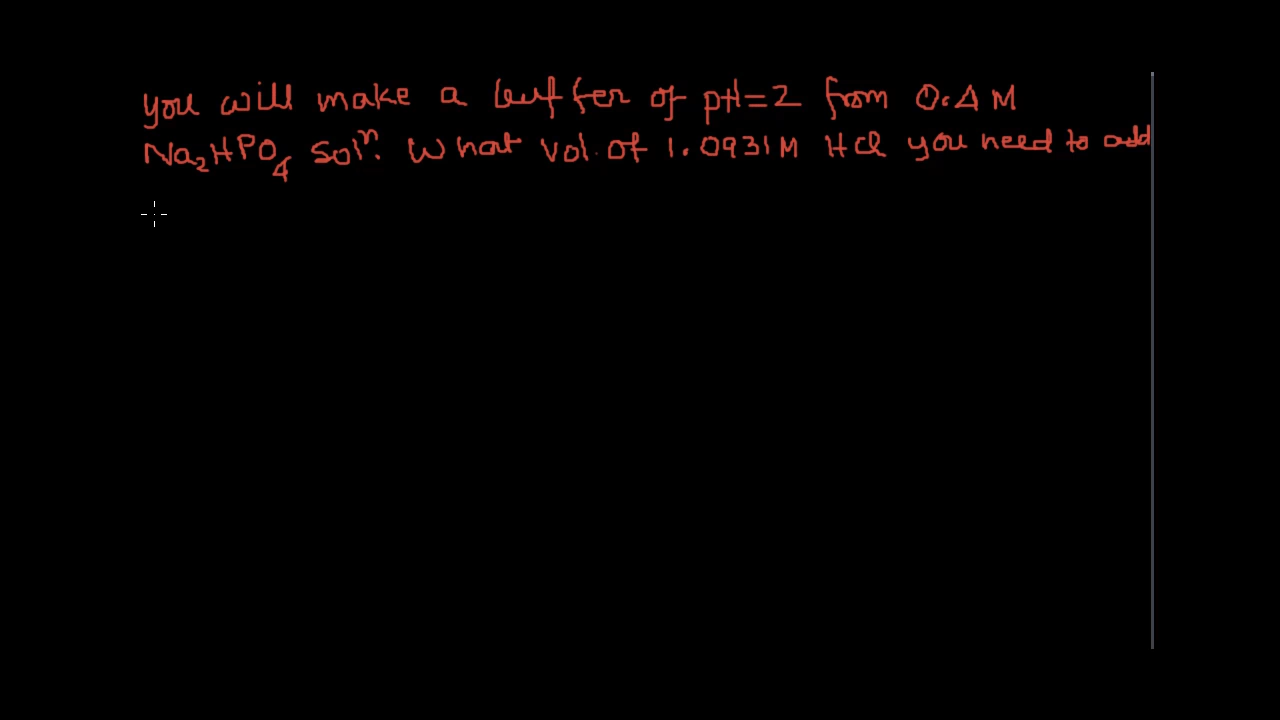 you will make a buffer of pH=2 from 0.4 M
Na₂HPO₄ solⁿ. What vol. of 1.0931M HCl you need to add